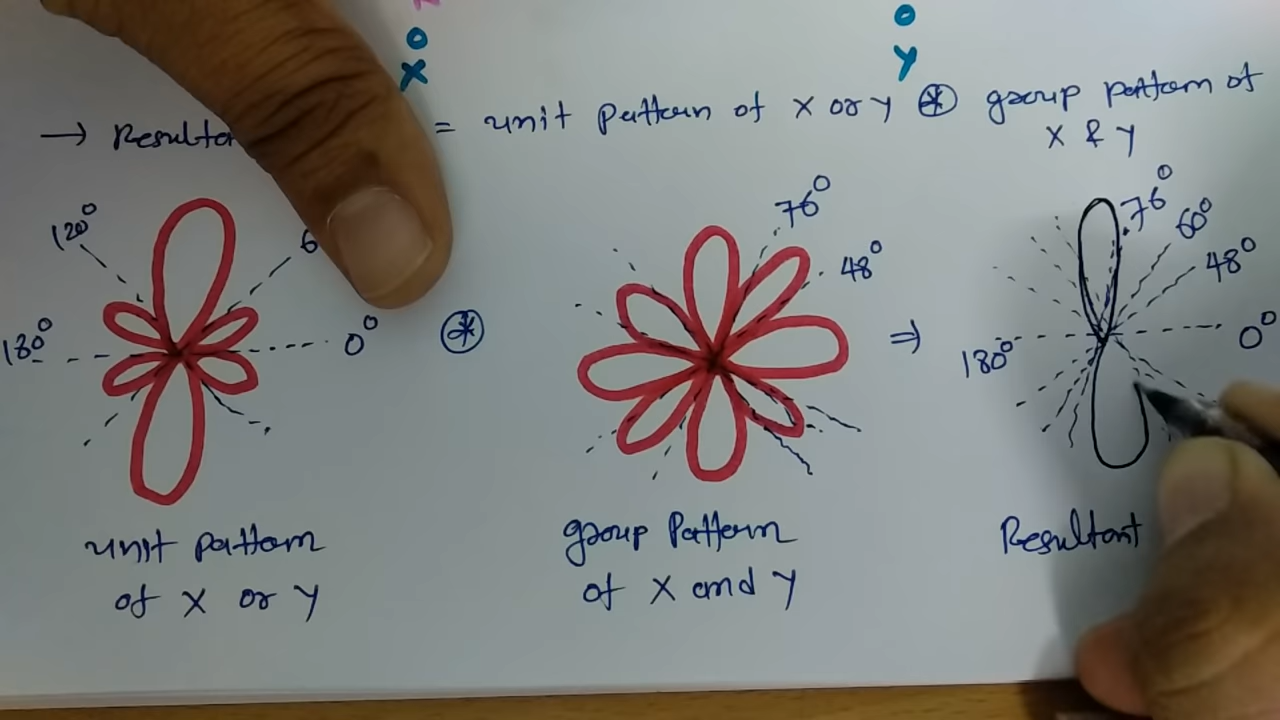 O O
X Y
→ = unit pattern of X or Y ⊛ group pattern of
X & Y
76°
120° 76° 60°
48° 48°
180° 0° ⊛ ⇒ 180° 0°
unit pattern group Pattern Resultant
of X or Y of X and Y